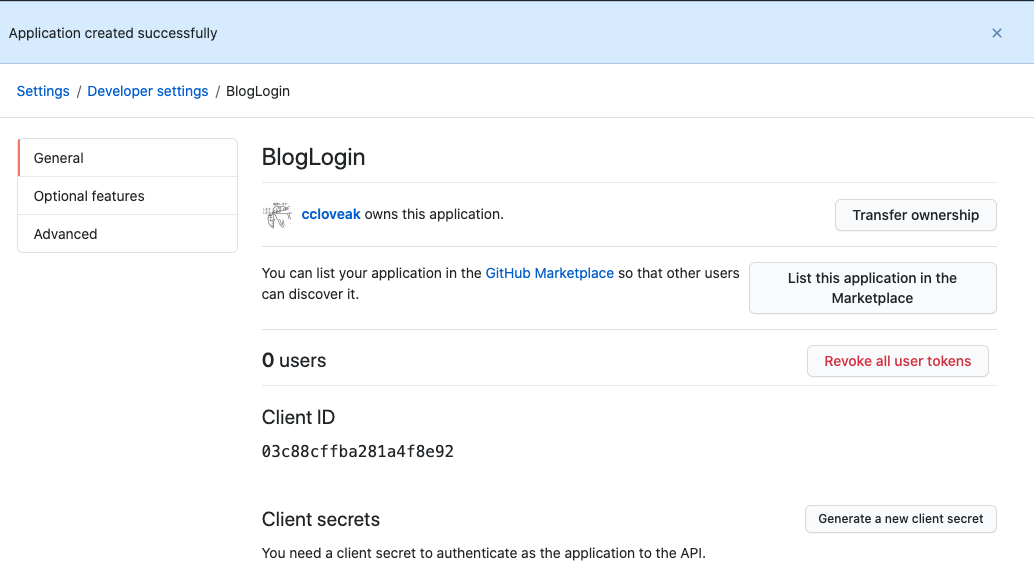 Application created successfully
Settings / Developer settings / BlogLogin
General
Optional features
Advanced
BlogLogin
ccloveak owns this application.
Transfer ownership
You can list your application in the GitHub Marketplace so that other users
can discover it.
List this application in the
Marketplace
0 users
Revoke all user tokens
Client ID
03c88cffba281a4f8e92
Client secrets
Generate a new client secret
You need a client secret to authenticate as the application to the API.